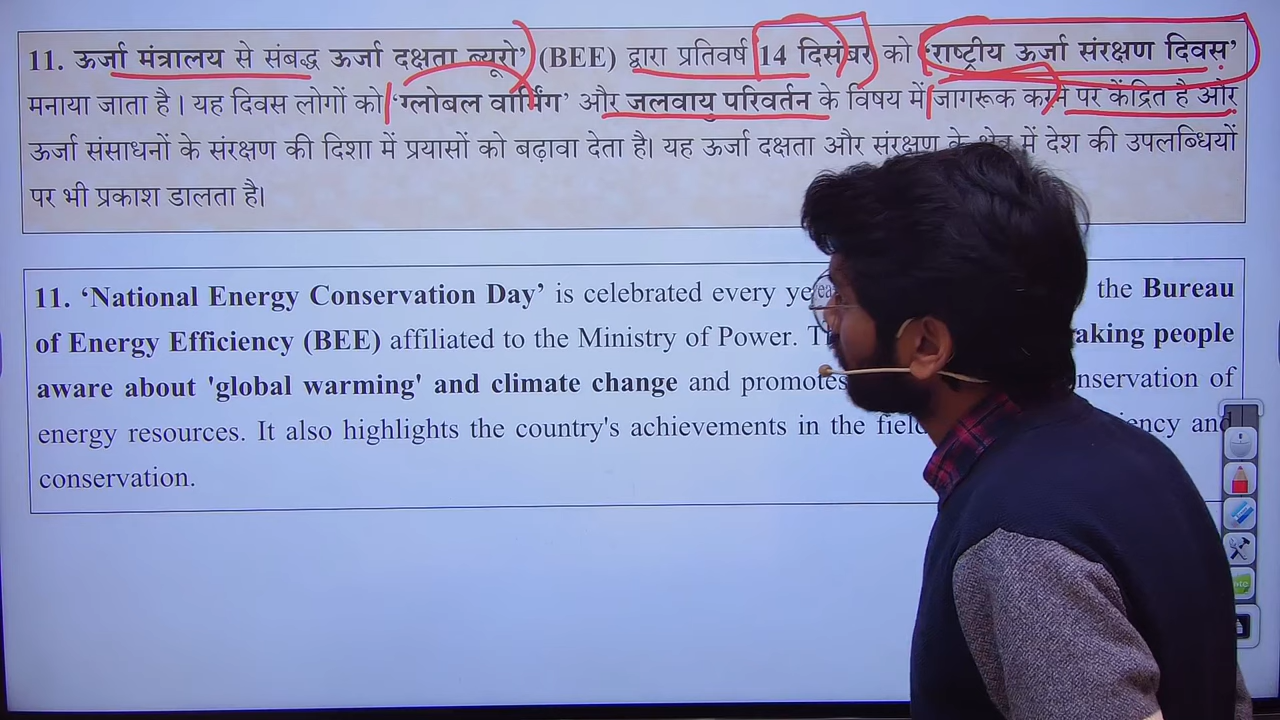 11. ऊर्जा मंत्रालय से संबद्ध ऊर्जा दक्षता ब्यूरो’ (BEE) द्वारा प्रतिवर्ष 14 दिसंबर को ‘राष्ट्रीय ऊर्जा संरक्षण दिवस’
मनाया जाता है। यह दिवस लोगों को ‘ग्लोबल वार्मिंग’ और जलवायु परिवर्तन के विषय में जागरूक करने पर केंद्रित है और
ऊर्जा संसाधनों के संरक्षण की दिशा में प्रयासों को बढ़ावा देता है। यह ऊर्जा दक्षता और संरक्षण के क्षेत्र में देश की उपलब्धियों
पर भी प्रकाश डालता है।
11. ‘National Energy Conservation Day’ is celebrated every the Bureau
of Energy Efficiency (BEE) affiliated to the Ministry of Power. people
aware about 'global warming' and climate change and promotes of
energy resources. It also highlights the country's achievements in the and
conservation.